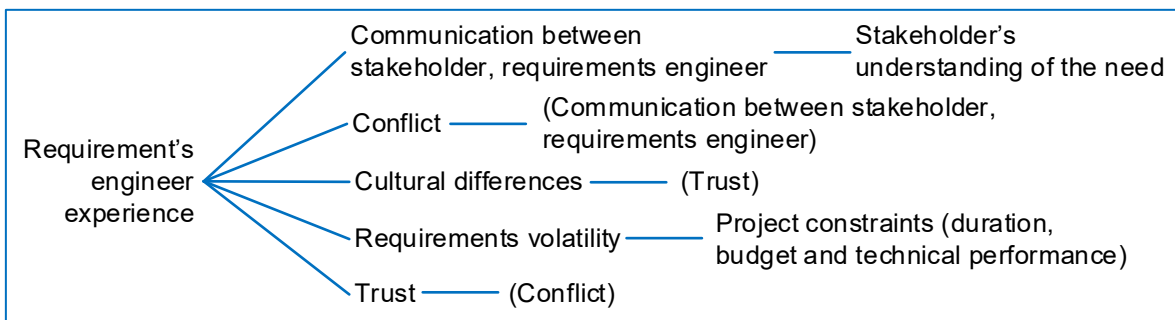 Communication between
stakeholder, requirements engineer
Stakeholder's
understanding of the need
Conflict
(Communication between stakeholder,
requirements engineer)
Requirement's
engineer
experience
Cultural differences
(Trust)
Requirements volatility
Project constraints (duration,
budget and technical performance)
Trust
(Conflict)